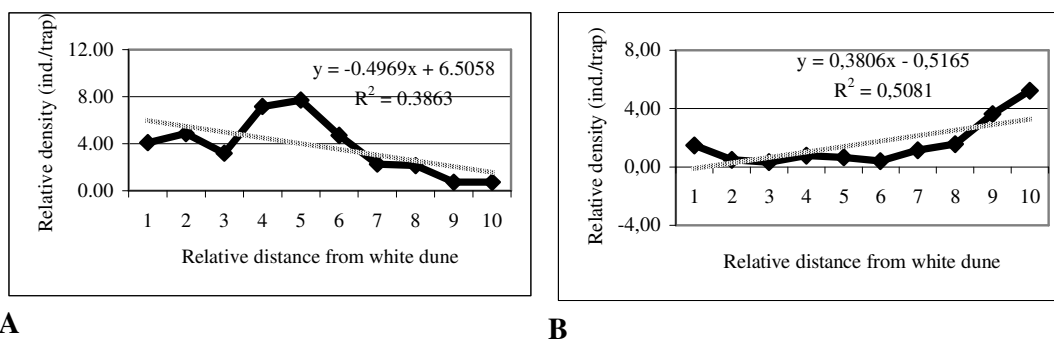 Relative density (ind./trap)
12.00
8.00
4.00
0.00
y = -0.4969x + 6.5058
R² = 0.3863
1 2 3 4 5 6 7 8 9 10
Relative distance from white dune
A
Relative density (ind./trap)
8,00
4,00
0,00
-4,00
y = 0,3806x - 0,5165
R² = 0,5081
1 2 3 4 5 6 7 8 9 10
Relative distance from white dune
B